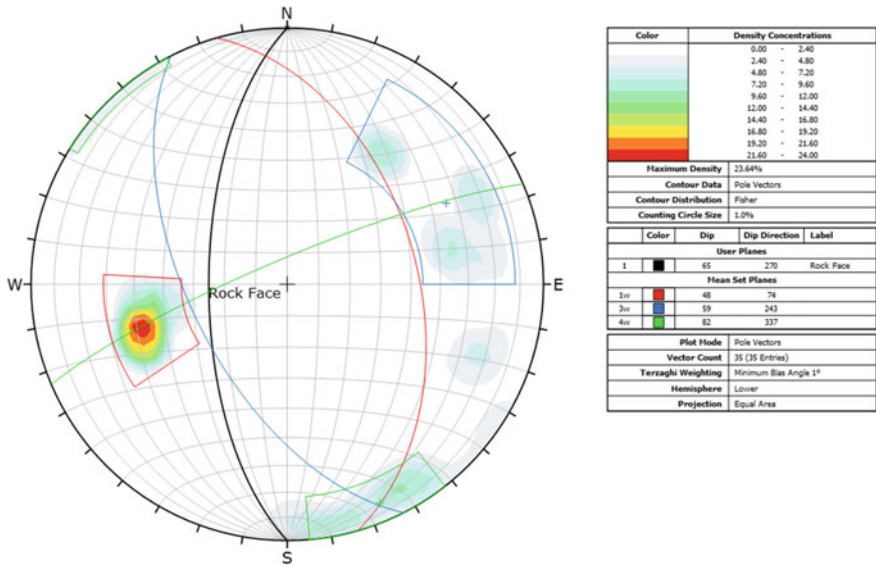 N
W
E
S
Rock Face
Color Density Concentrations
0.00 - 2.40
2.40 - 4.80
4.80 - 7.20
7.20 - 9.60
9.60 - 12.00
12.00 - 14.40
14.40 - 16.80
16.80 - 19.20
19.20 - 21.60
21.60 - 24.00
Maximum Density 23.64%
Contour Data Pole Vectors
Contour Distribution Fisher
Counting Circle Size 1.0%
Color Dip Dip Direction Label
User Planes
1 65 270 Rock Face
Mean Set Planes
1w 48 74
3w 59 243
4w 82 337
Plot Mode Pole Vectors
Vector Count 35 (35 Entries)
Terzaghi Weighting Minimum Bias Angle 1°
Hemisphere Lower
Projection Equal Area